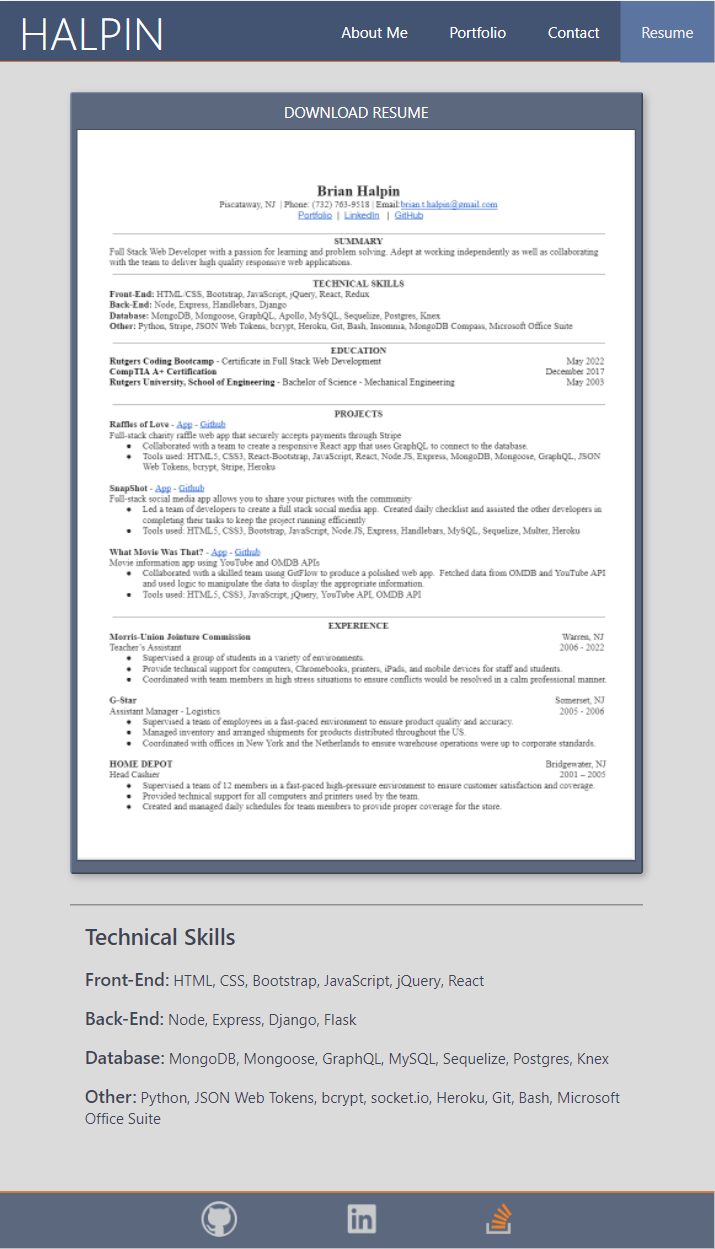 HALPIN
About Me Portfolio Contact Resume
DOWNLOAD RESUME
Brian Halpin
Piscataway, NJ | Phone: (732) 763-9518 | Email:brian.t.halpin@gmail.com
Portfolio | LinkedIn | GitHub
SUMMARY
Full Stack Web Developer with a passion for learning and problem solving. Adept at working independently as well as collaborating
with the team to deliver high quality responsive web applications.
TECHNICAL SKILLS
Front-End: HTML/CSS, Bootstrap, JavaScript, jQuery, React, Redux
Back-End: Node, Express, Handlebars, Django
Database: MongoDB, Mongoose, GraphQL, Apollo, MySQL, Sequelize, Postgres, Knex
Other: Python, Stripe, JSON Web Tokens, bcrypt, Heroku, Git, Bash, Insomnia, MongoDB Compass, Microsoft Office Suite
EDUCATION
Rutgers Coding Bootcamp - Certificate in Full Stack Web Development May 2022
CompTIA A+ Certification December 2017
Rutgers University, School of Engineering - Bachelor of Science - Mechanical Engineering May 2003
PROJECTS
Raffles of Love - App - Github
Full-stack charity raffle web app that securely accepts payments through Stripe
● Collaborated with a team to create a responsive React app that uses GraphQL to connect to the database.
● Tools used: HTML5, CSS3, React-Bootstrap, JavaScript, React, Node.JS, Express, MongoDB, Mongoose, GraphQL, JSON
Web Tokens, bcrypt, Stripe, Heroku
SnapShot - App - Github
Full-stack social media app allows you to share your pictures with the community
● Led a team of developers to create a full stack social media app. Created daily checklist and assisted the other developers in
completing their tasks to keep the project running efficiently
● Tools used: HTML5, CSS3, Bootstrap, JavaScript, Node.JS, Express, Handlebars, MySQL, Sequelize, Multer, Heroku
What Movie Was That? - App - Github
Movie information app using YouTube and OMDB APIs
● Collaborated with a skilled team using GitFlow to produce a polished web app. Fetched data from OMDB and YouTube API
and used logic to manipulate the data to display the appropriate information.
● Tools used: HTML5, CSS3, JavaScript, jQuery, YouTube API, OMDB API
EXPERIENCE
Morris-Union Jointure Commission Warren, NJ
Teacher's Assistant 2006 - 2022
● Supervised a group of students in a variety of environments.
● Provide technical support for computers, Chromebooks, printers, iPads, and mobile devices for staff and students.
● Coordinated with team members in high stress situations to ensure conflicts would be resolved in a calm professional manner.
G-Star Somerset, NJ
Assistant Manager - Logistics 2005 - 2006
● Supervised a team of employees in a fast-paced environment to ensure product quality and accuracy.
● Managed inventory and arranged shipments for products distributed throughout the US.
● Coordinated with offices in New York and the Netherlands to ensure warehouse operations were up to corporate standards.
HOME DEPOT Bridgewater, NJ
Head Cashier 2001 – 2005
● Supervised a team of 12 members in a fast-paced high-pressure environment to ensure customer satisfaction and coverage.
● Provided technical support for all computers and printers used by the team.
● Created and managed daily schedules for team members to provide proper coverage for the store.
Technical Skills
Front-End: HTML, CSS, Bootstrap, JavaScript, jQuery, React
Back-End: Node, Express, Django, Flask
Database: MongoDB, Mongoose, GraphQL, MySQL, Sequelize, Postgres, Knex
Other: Python, JSON Web Tokens, bcrypt, socket.io, Heroku, Git, Bash, Microsoft
Office Suite
in